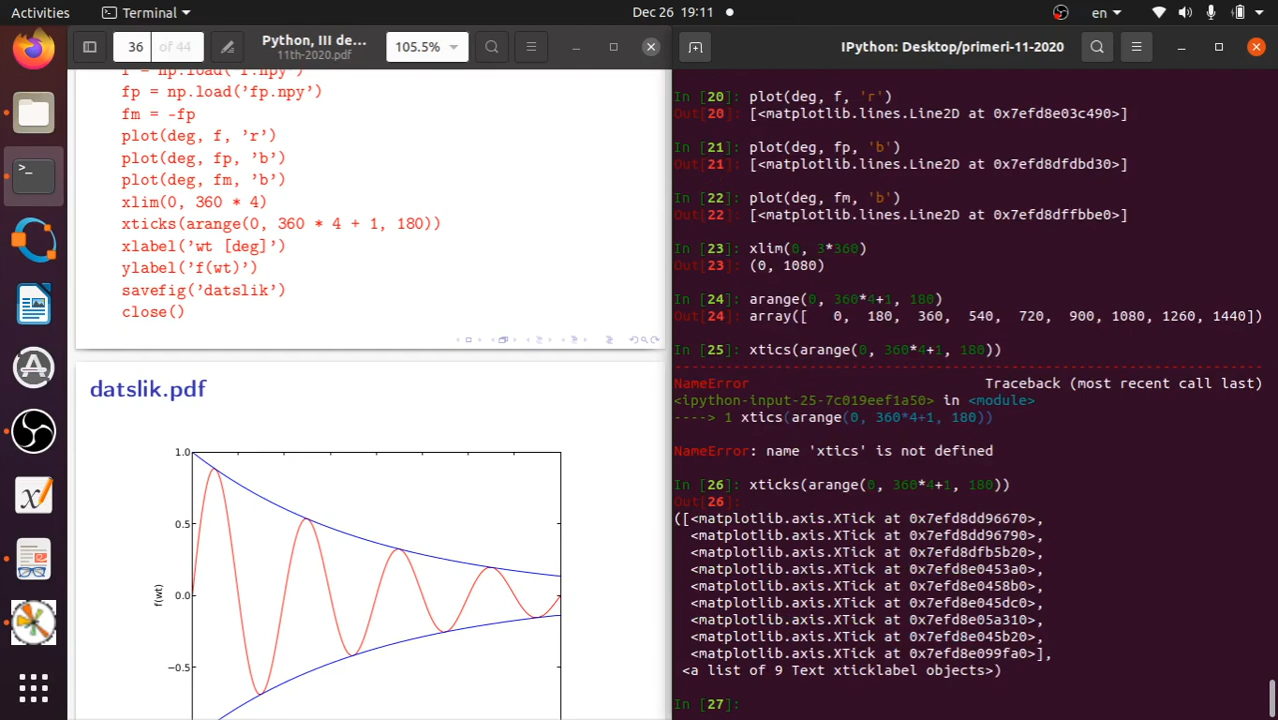 Activities
Terminal
Dec 26 19:11
en
36
of 44
Python, III de...
11th-2020.pdf
105.5%
fp = np.load('fp.npy')
fm = -fp
plot(deg, f, 'r')
plot(deg, fp, 'b')
plot(deg, fm, 'b')
xlim(0, 360 * 4)
xticks(arange(0, 360 * 4 + 1, 180))
xlabel('wt [deg]')
ylabel('f(wt)')
savefig('datslik')
close()
datslik.pdf
1.0
0.5
0.0
−0.5
f(wt)
IPython: Desktop/primeri-11-2020
In [20]: plot(deg, f, 'r')
Out[20]: [<matplotlib.lines.Line2D at 0x7efd8e03c490>]
In [21]: plot(deg, fp, 'b')
Out[21]: [<matplotlib.lines.Line2D at 0x7efd8dfdbd30>]
In [22]: plot(deg, fm, 'b')
Out[22]: [<matplotlib.lines.Line2D at 0x7efd8dffbbe0>]
In [23]: xlim(0, 3*360)
Out[23]: (0, 1080)
In [24]: arange(0, 360*4+1, 180)
Out[24]: array([   0,  180,  360,  540,  720,  900, 1080, 1260, 1440])
In [25]: xtics(arange(0, 360*4+1, 180))
---------------------------------------------------------------------------
NameError                                 Traceback (most recent call last)
<ipython-input-25-7c019eef1a50> in <module>
----> 1 xtics(arange(0, 360*4+1, 180))
NameError: name 'xtics' is not defined
In [26]: xticks(arange(0, 360*4+1, 180))
Out[26]:
([<matplotlib.axis.XTick at 0x7efd8dd96670>,
<matplotlib.axis.XTick at 0x7efd8dd96790>,
<matplotlib.axis.XTick at 0x7efd8dfb5b20>,
<matplotlib.axis.XTick at 0x7efd8e0453a0>,
<matplotlib.axis.XTick at 0x7efd8e0458b0>,
<matplotlib.axis.XTick at 0x7efd8e045dc0>,
<matplotlib.axis.XTick at 0x7efd8e05a310>,
<matplotlib.axis.XTick at 0x7efd8e045b20>,
<matplotlib.axis.XTick at 0x7efd8e099fa0>],
<a list of 9 Text xticklabel objects>)
In [27]: